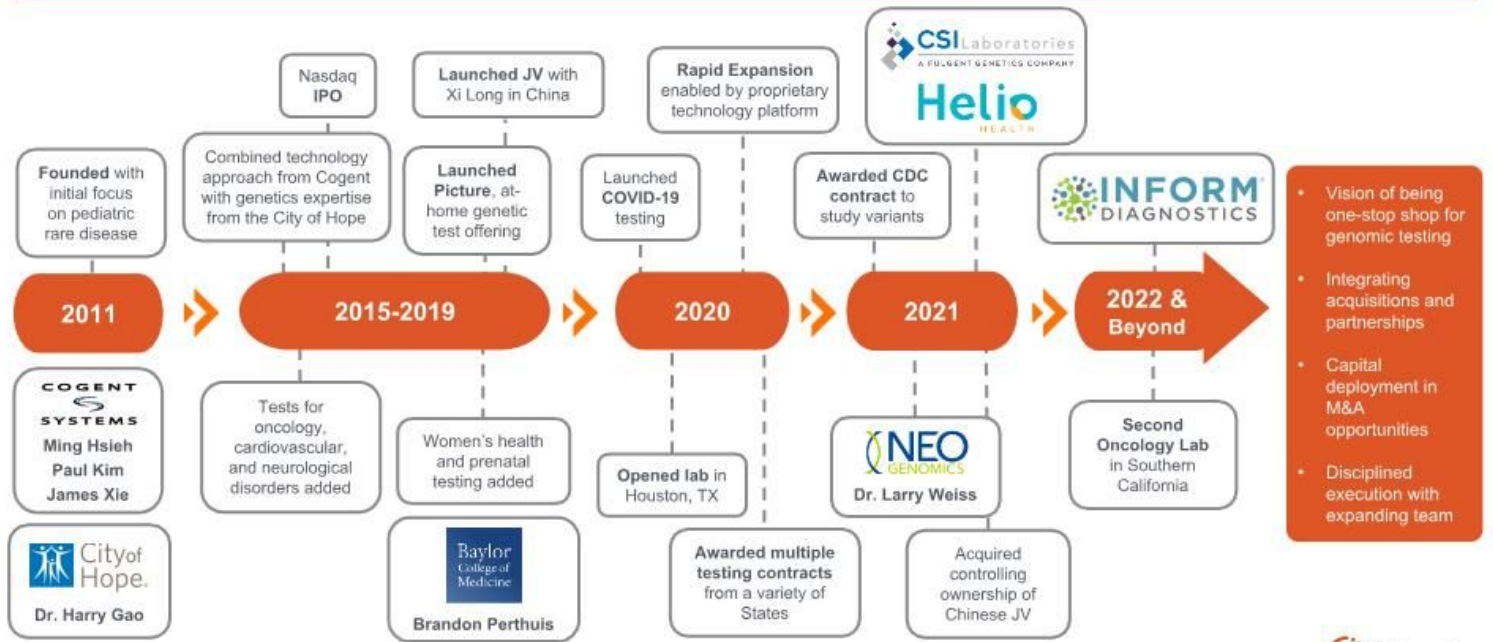 Nasdaq
IPO
Launched JV with
Xi Long in China
Rapid Expansion
enabled by proprietary
technology platform
CSI Laboratories
A FULGENT GENETICS COMPANY
Helio
HEALTH
Founded with
initial focus
on pediatric
rare disease
Combined technology
approach from Cogent
with genetics expertise
from the City of Hope
Launched
Picture, at-
home genetic
test offering
Launched
COVID-19
testing
Awarded CDC
contract to
study variants
INFORM
DIAGNOSTICS
2011
2015-2019
2020
2021
2022 &
Beyond
COGENT
SYSTEMS
Ming Hsieh
Paul Kim
James Xie
City of
Hope.
Dr. Harry Gao
Tests for
oncology,
cardiovascular,
and neurological
disorders added
Women's health
and prenatal
testing added
Baylor
College of
Medicine
Brandon Perthuis
Opened lab in
Houston, TX
Awarded multiple
testing contracts
from a variety of
States
NEO
GENOMICS
Dr. Larry Weiss
Acquired
controlling
ownership of
Chinese JV
Second
Oncology Lab
in Southern
California
• Vision of being
one-stop shop for
genomic testing
• Integrating
acquisitions and
partnerships
• Capital
deployment in
M&A
opportunities
• Disciplined
execution with
expanding team